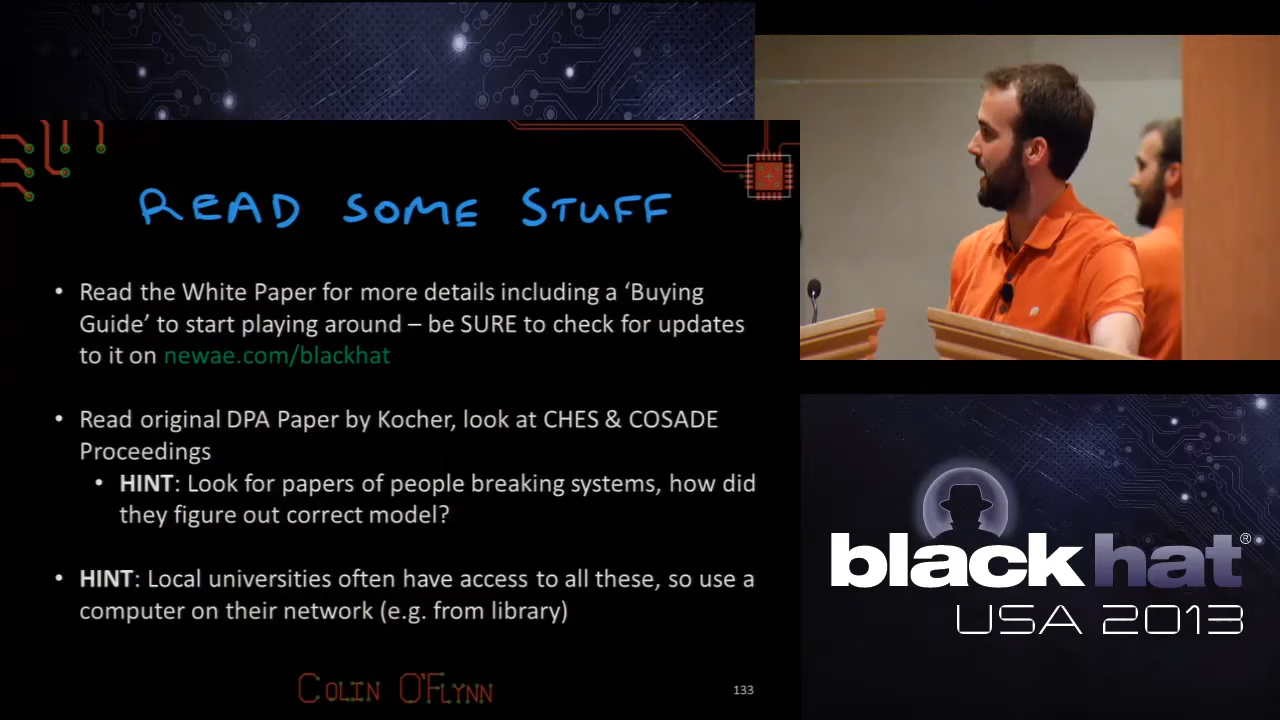 READ SOME STUFF
• Read the White Paper for more details including a ‘Buying
Guide’ to start playing around – be SURE to check for updates
to it on newae.com/blackhat
• Read original DPA Paper by Kocher, look at CHES & COSADE
Proceedings
• HINT: Look for papers of people breaking systems, how did
they figure out correct model?
• HINT: Local universities often have access to all these, so use a
computer on their network (e.g. from library)
COLIN O'FLYNN
133
blackhat®
USA 2013